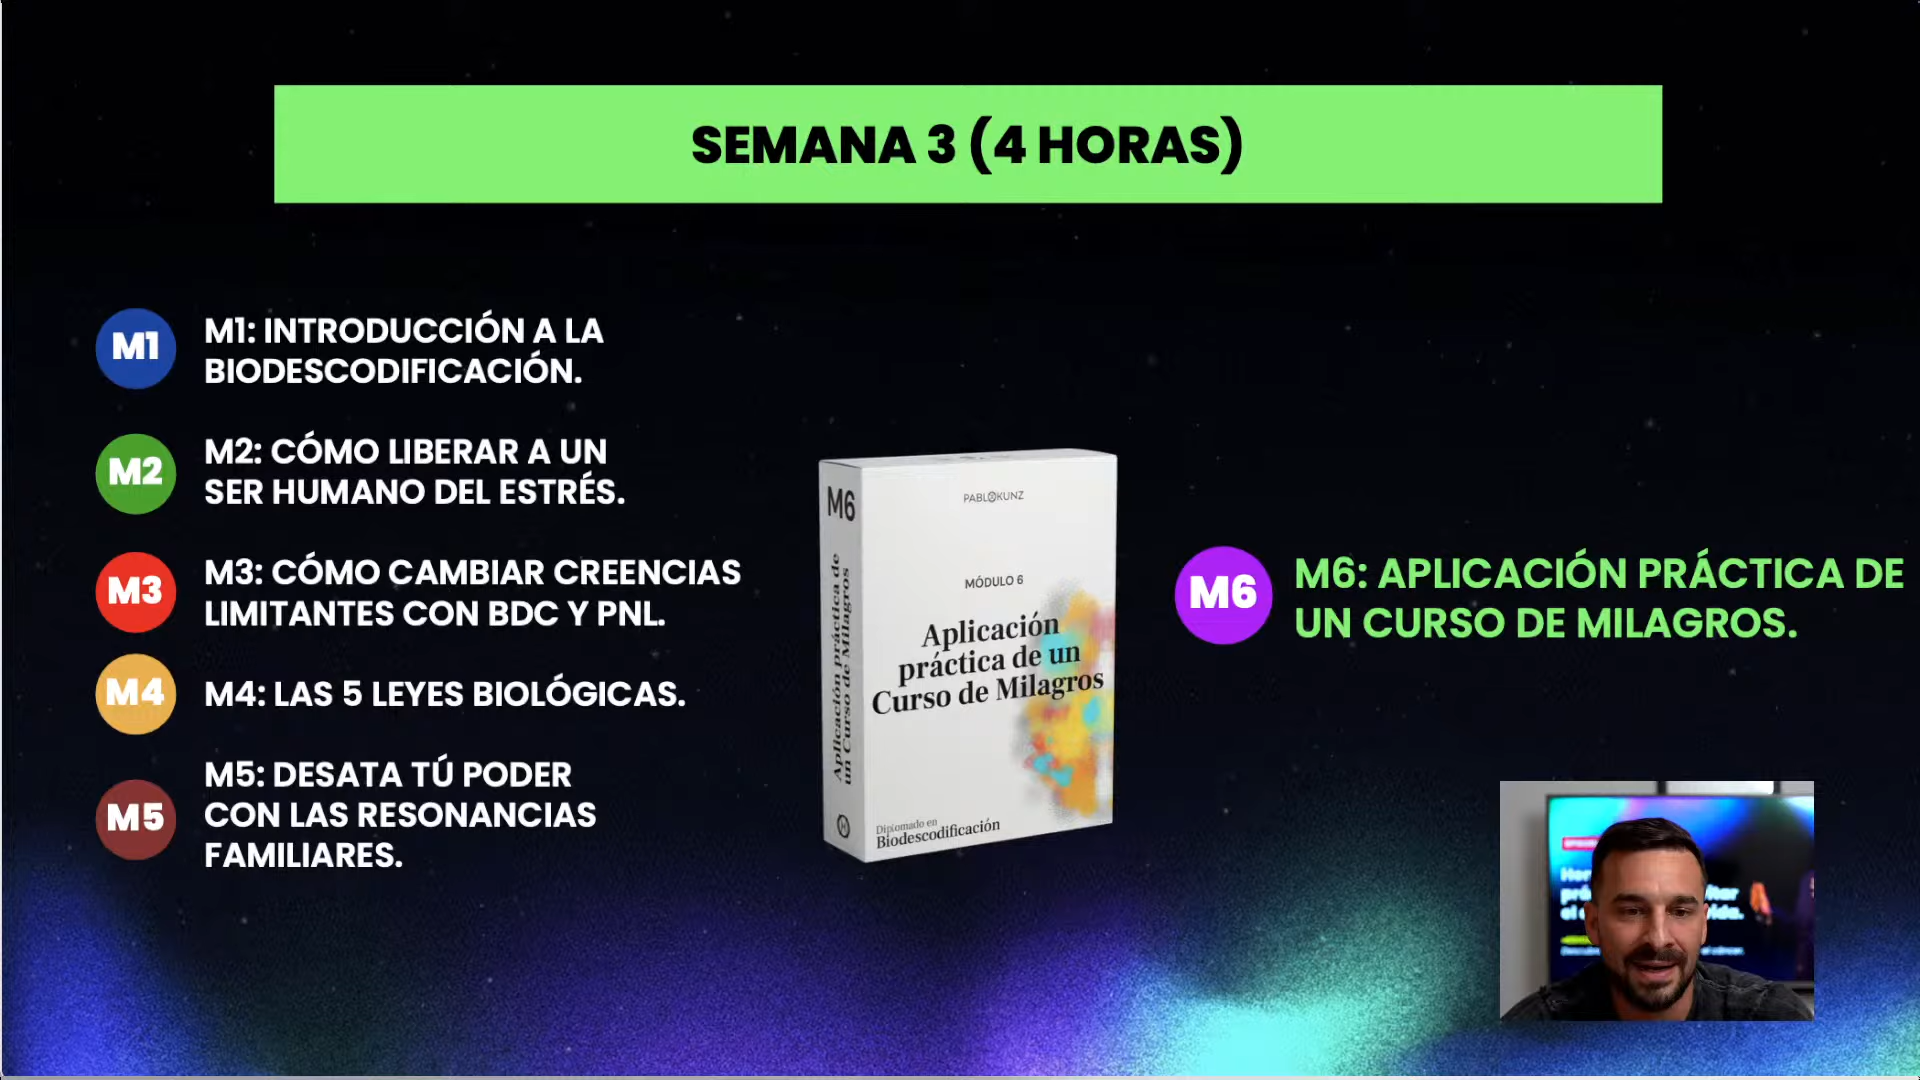 SEMANA 3 (4 HORAS)
M1
M1: INTRODUCCIÓN A LA
BIODESCODIFICACIÓN.
M2
M2: CÓMO LIBERAR A UN
SER HUMANO DEL ESTRÉS.
M3
M3: CÓMO CAMBIAR CREENCIAS
LIMITANTES CON BDC Y PNL.
M4
M4: LAS 5 LEYES BIOLÓGICAS.
M5
M5: DESATA TÚ PODER
CON LAS RESONANCIAS
FAMILIARES.
M6
Aplicación práctica de
un Curso de Milagros
PABLOKUNZ
MÓDULO 6
Aplicación
práctica de un
Curso de Milagros
Diplomado en
Biodescodificación
M6
M6: APLICACIÓN PRÁCTICA DE
UN CURSO DE MILAGROS.